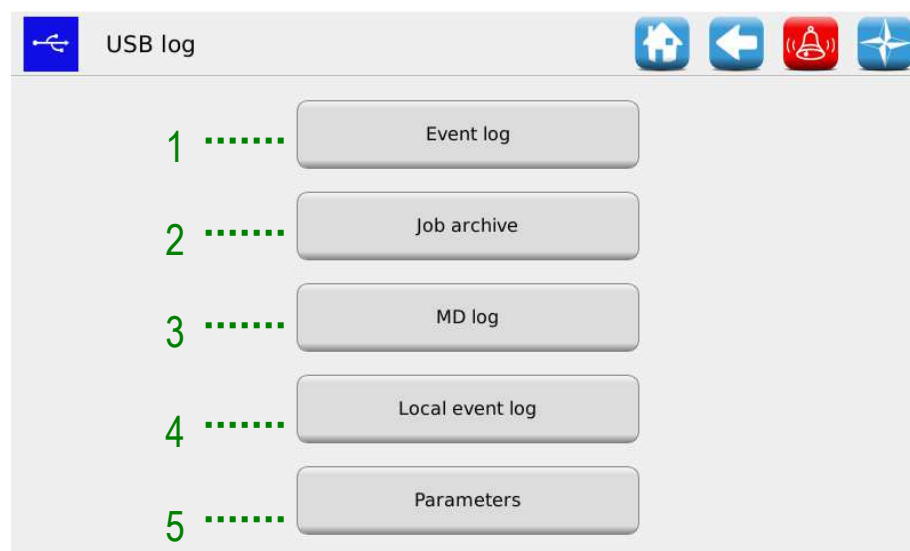 USB log
1 ....... Event log
2 ....... Job archive
3 ....... MD log
4 ....... Local event log
5 ....... Parameters